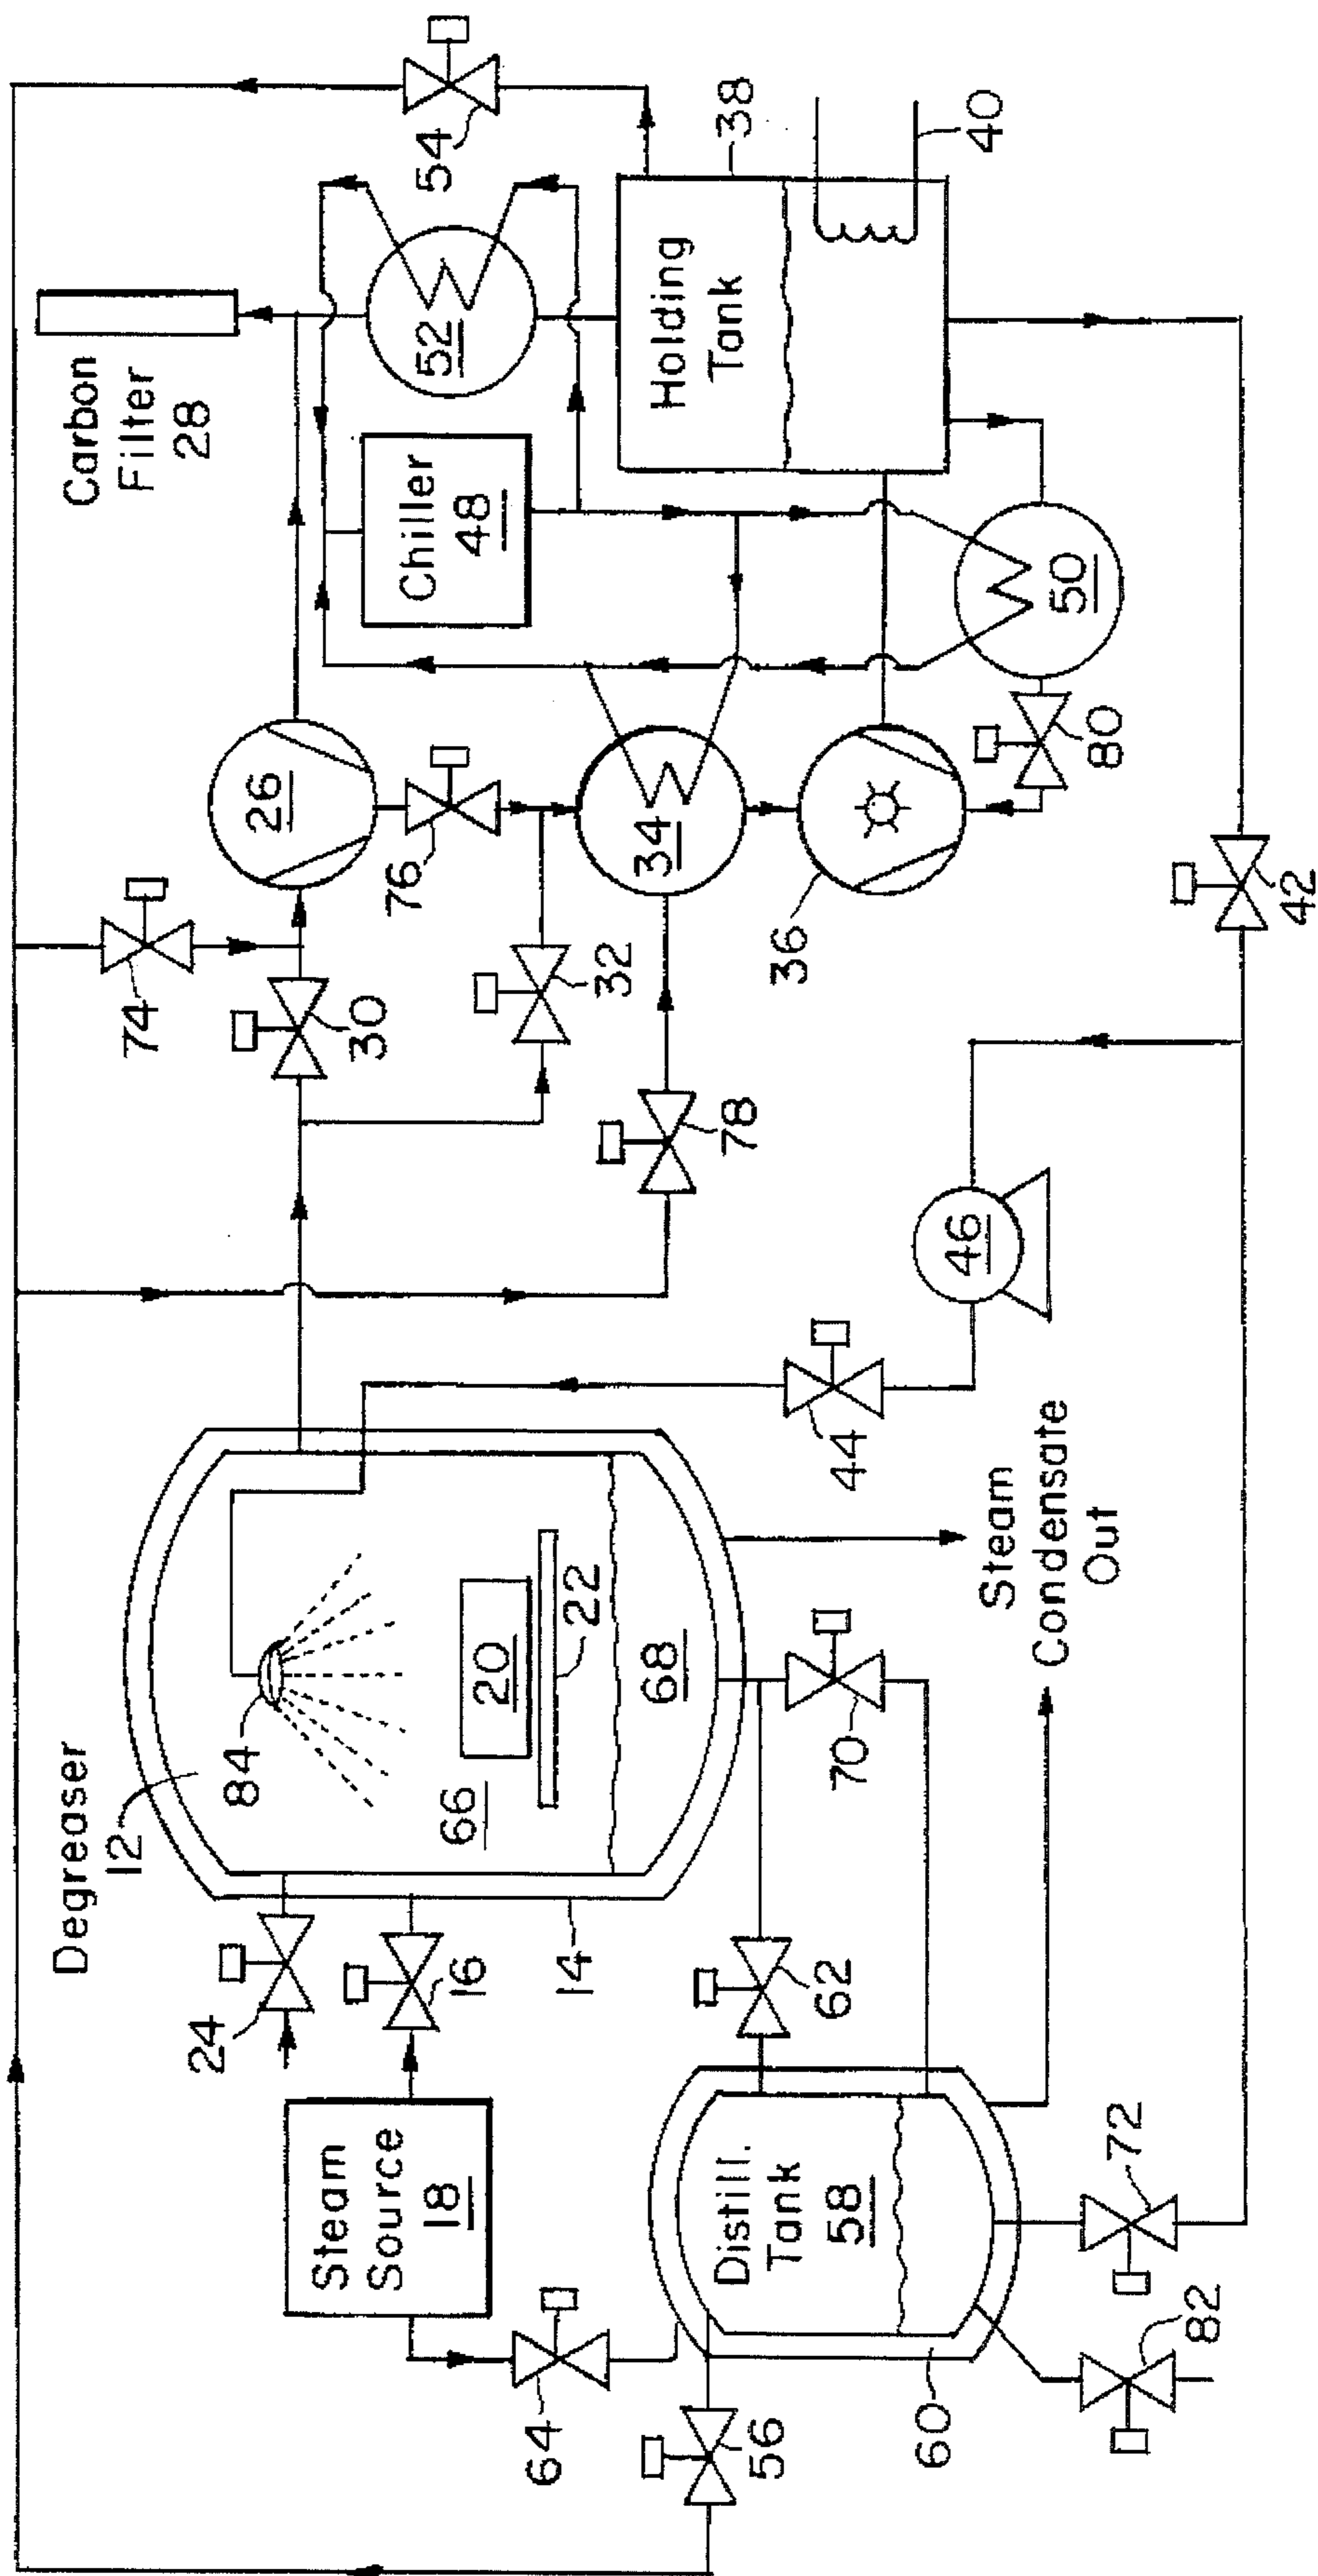 Degreaser
12
84
66
20
22
68
24
16
14
Steam
Source
18
64
56
Distill.
Tank
58
60
62
70
72
82
Steam
Condensate
Out
44
46
42
74
30
26
76
32
78
34
36
80
50
Chiller
48
52
54
Carbon
Filter
28
Holding
Tank
38
40